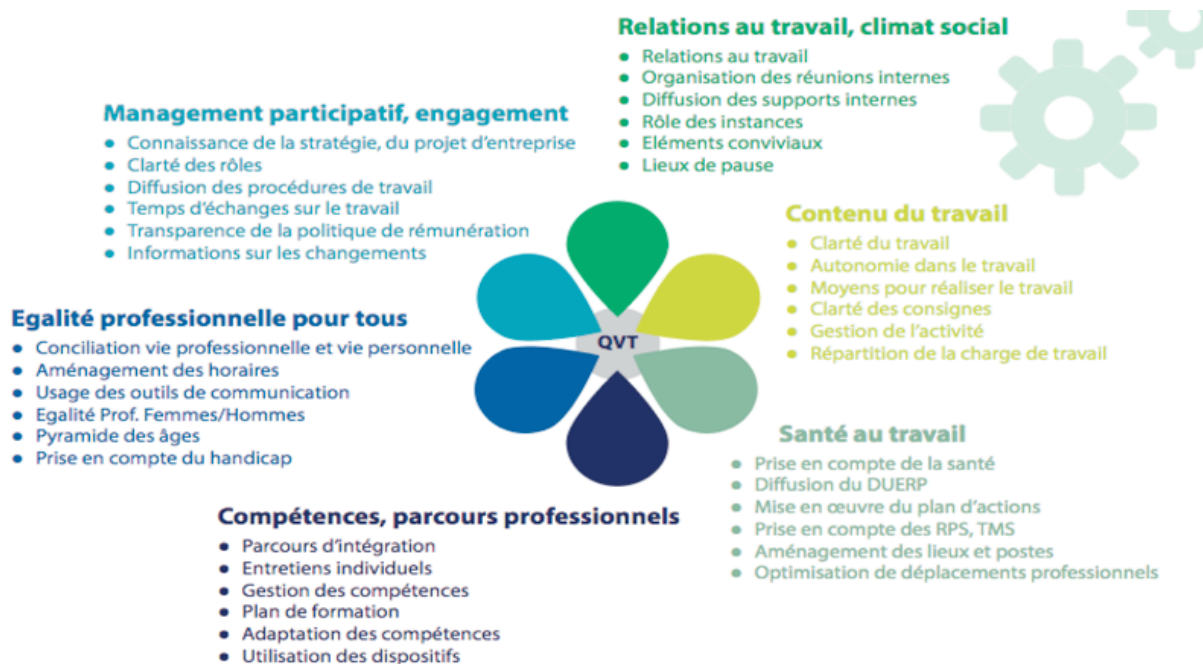 Relations au travail, climat social
• Relations au travail
• Organisation des réunions internes
• Diffusion des supports internes
• Rôle des instances
• Eléments conviviaux
• Lieux de pause
Management participatif, engagement
• Connaissance de la stratégie, du projet d'entreprise
• Clarté des rôles
• Diffusion des procédures de travail
• Temps d'échanges sur le travail
• Transparence de la politique de rémunération
• Informations sur les changements
Contenu du travail
• Clarté du travail
• Autonomie dans le travail
• Moyens pour réaliser le travail
• Clarté des consignes
• Gestion de l'activité
• Répartition de la charge de travail
Egalité professionnelle pour tous
• Conciliation vie professionnelle et vie personnelle
• Aménagement des horaires
• Usage des outils de communication
• Egalité Prof. Femmes/Hommes
• Pyramide des âges
• Prise en compte du handicap
QVT
Santé au travail
• Prise en compte de la santé
• Diffusion du DUERP
• Mise en œuvre du plan d'actions
• Prise en compte des RPS, TMS
• Aménagement des lieux et postes
• Optimisation de déplacements professionnels
Compétences, parcours professionnels
• Parcours d'intégration
• Entretiens individuels
• Gestion des compétences
• Plan de formation
• Adaptation des compétences
• Utilisation des dispositifs